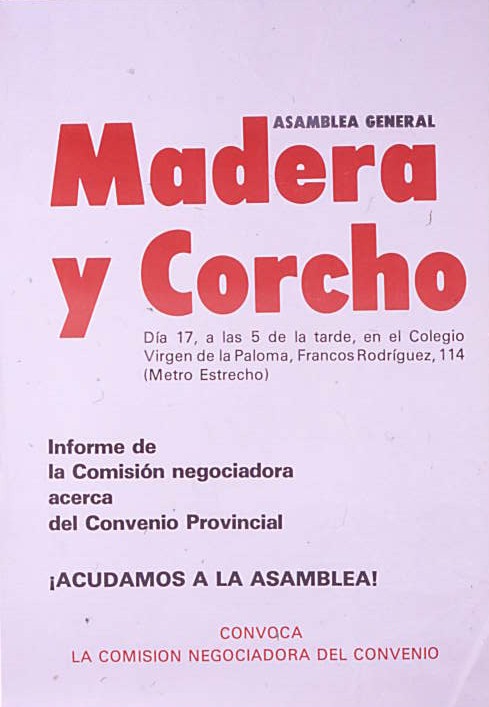 ASAMBLEA GENERAL
Madera
y Corcho
Día 17, a las 5 de la tarde, en el Colegio
Virgen de la Paloma, Francos Rodríguez, 114
(Metro Estrecho)
Informe de
la Comisión negociadora
acerca
del Convenio Provincial
¡ACUDAMOS A LA ASAMBLEA!
CONVOCA
LA COMISION NEGOCIADORA DEL CONVENIO